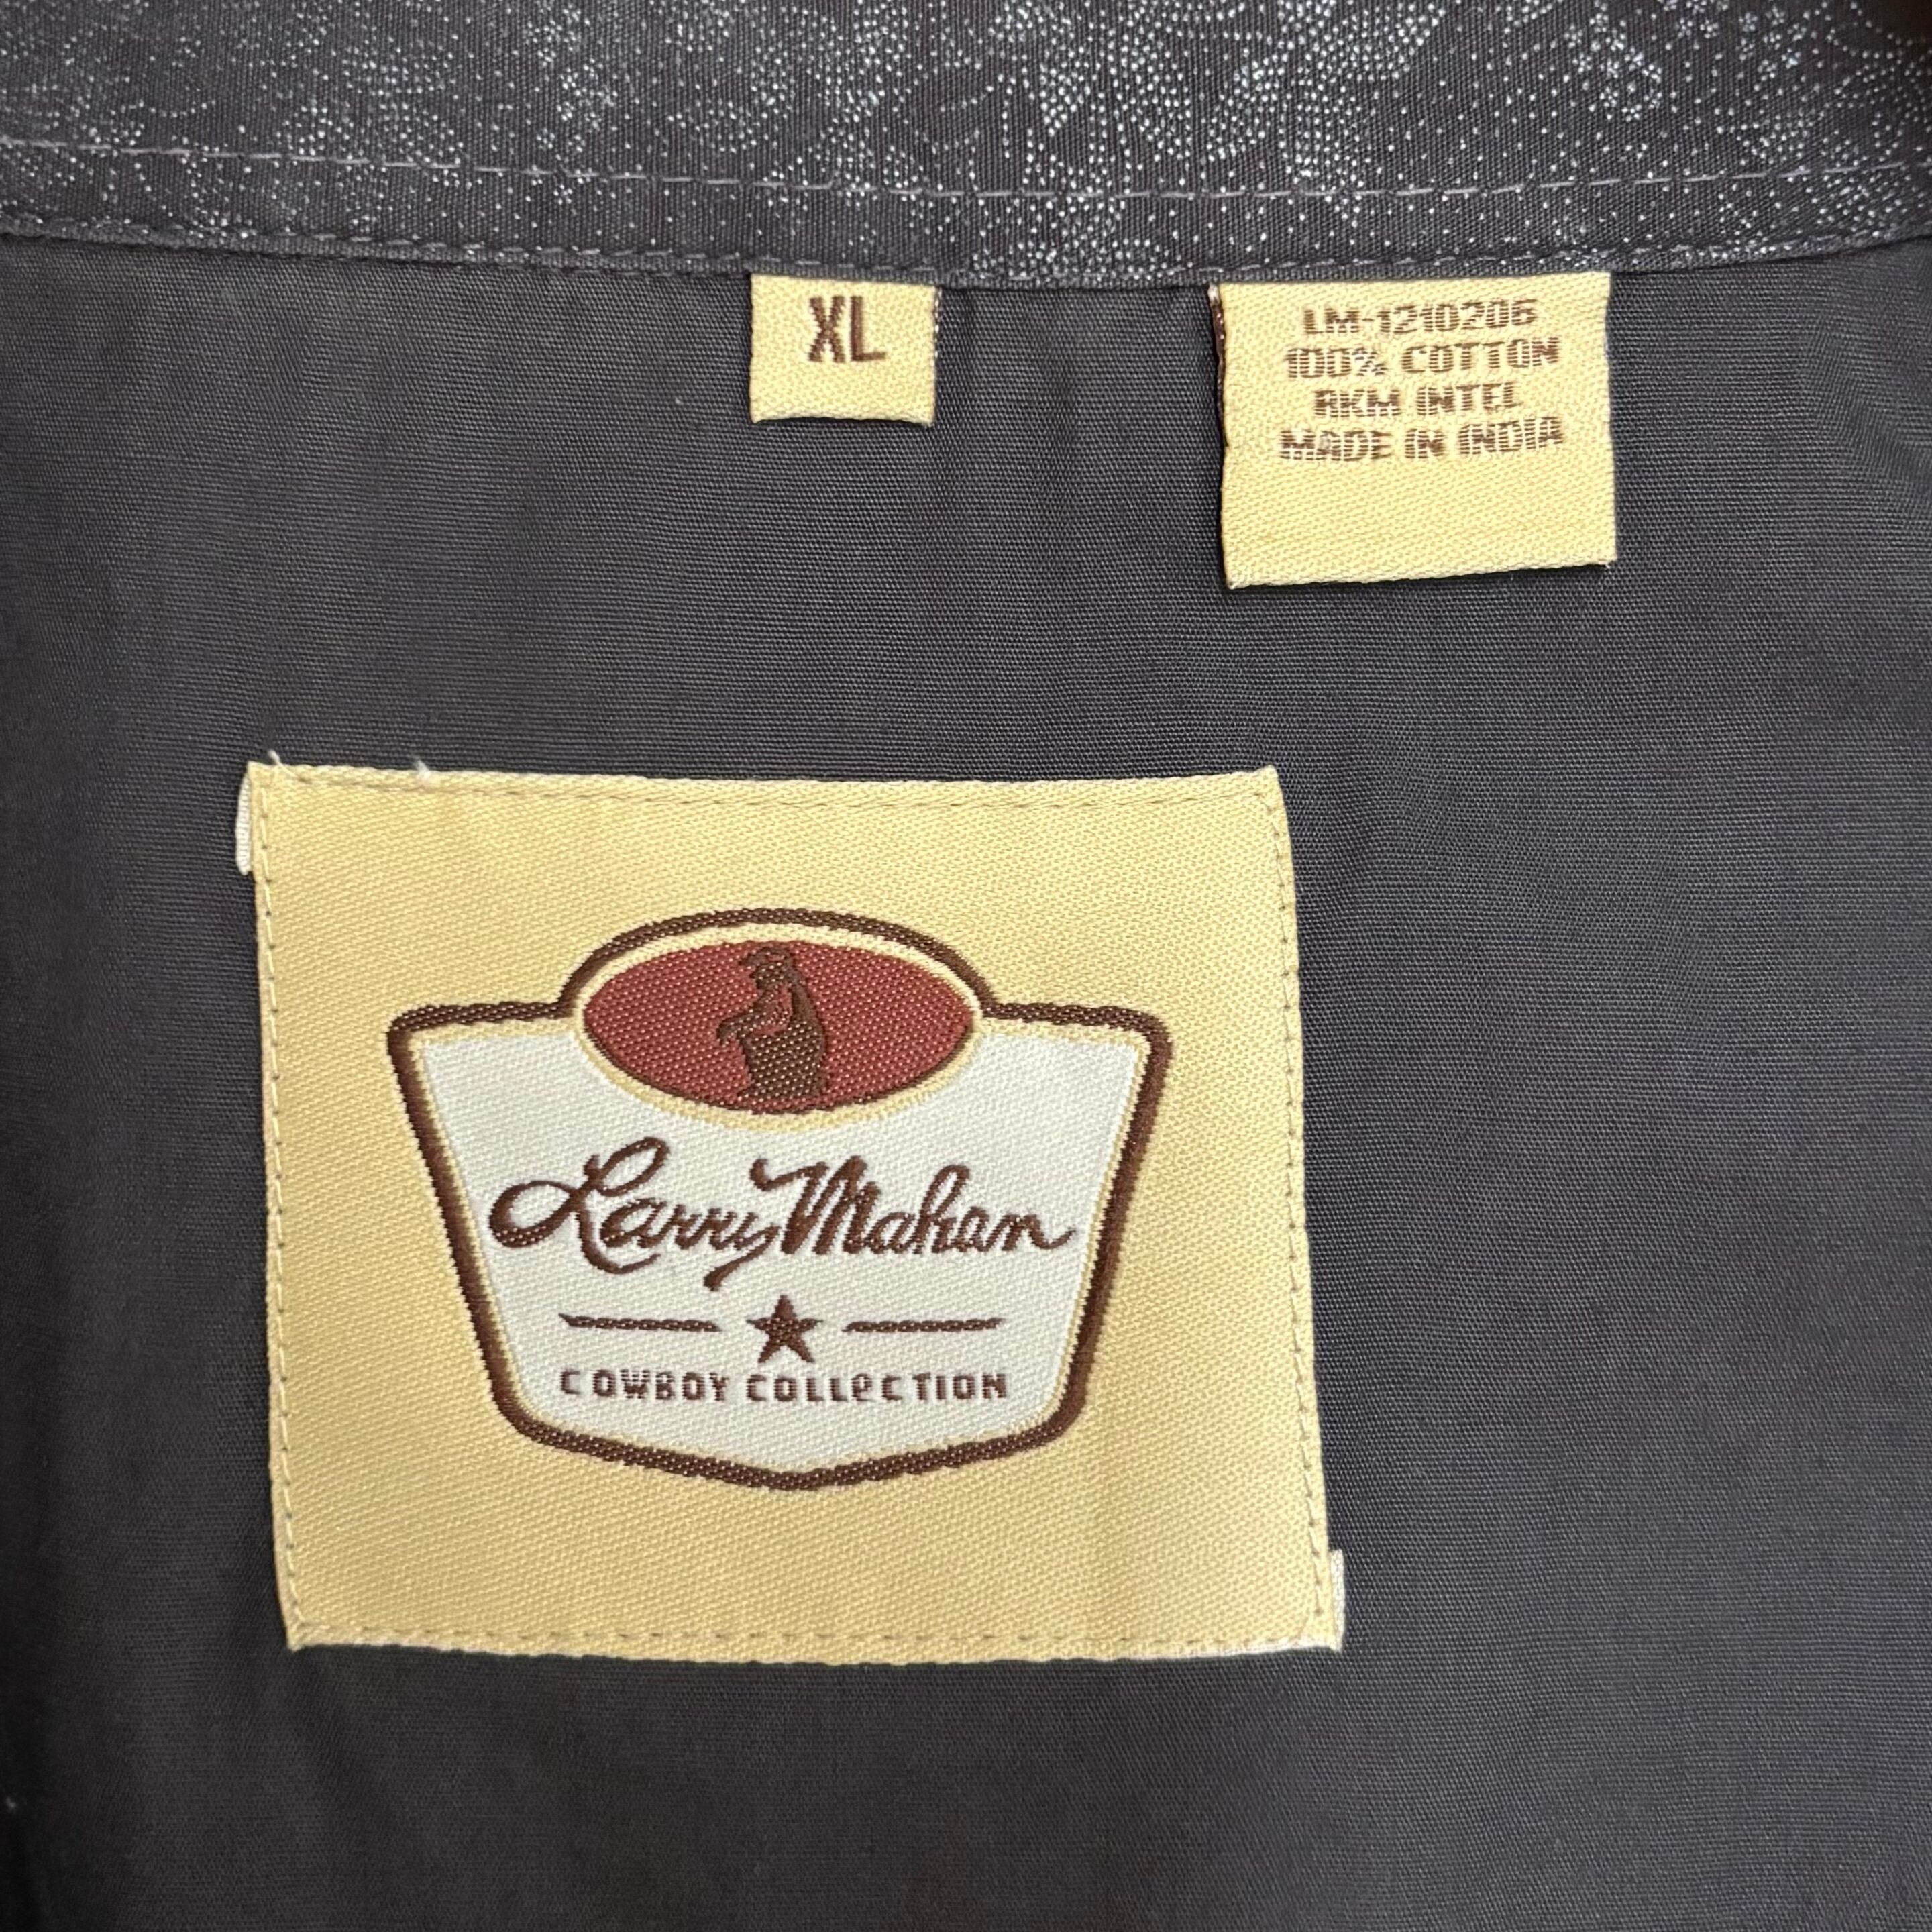 XL
LM-1210206
100% COTTON
RKM INTEL
MADE IN INDIA
Larry Mahan
COWBOY COLLECTION